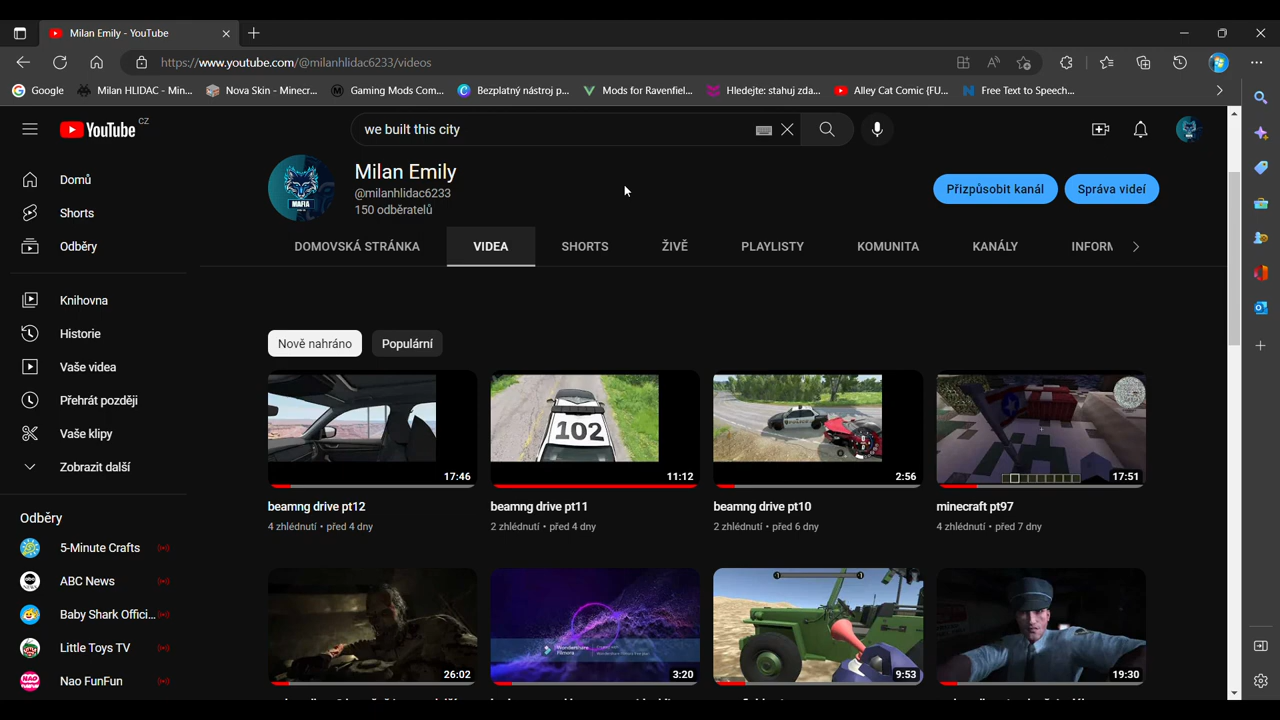 Milan Emily - YouTube
https://www.youtube.com/@milanhlidac6233/videos
Google
Milan HLIDAC - Min...
Nova Skin - Minecr...
Gaming Mods Com...
Bezplatný nástroj p...
Mods for Ravenfiel...
Hledejte: stahuj zda...
Alley Cat Comic {FU...
Free Text to Speech...
YouTube CZ
we built this city
Milan Emily
@milanhlidac6233
150 odběratelů
Přizpůsobit kanál
Správa videí
DOMOVSKÁ STRÁNKA
VIDEA
SHORTS
ŽIVĚ
PLAYLISTY
KOMUNITA
KANÁLY
INFORM
Domů
Shorts
Odběry
Knihovna
Historie
Vaše videa
Přehrát později
Vaše klipy
Zobrazit další
Odběry
5-Minute Crafts
ABC News
Baby Shark Offici...
Little Toys TV
Nao FunFun
Nově nahráno
Populární
17:46
beamng drive pt12
4 zhlédnutí • před 4 dny
102
11:12
beamng drive pt11
2 zhlédnutí • před 4 dny
2:56
beamng drive pt10
2 zhlédnutí • před 6 dny
17:51
minecraft pt97
4 zhlédnutí • před 7 dny
26:02
3:20
9:53
19:30
MAFIA